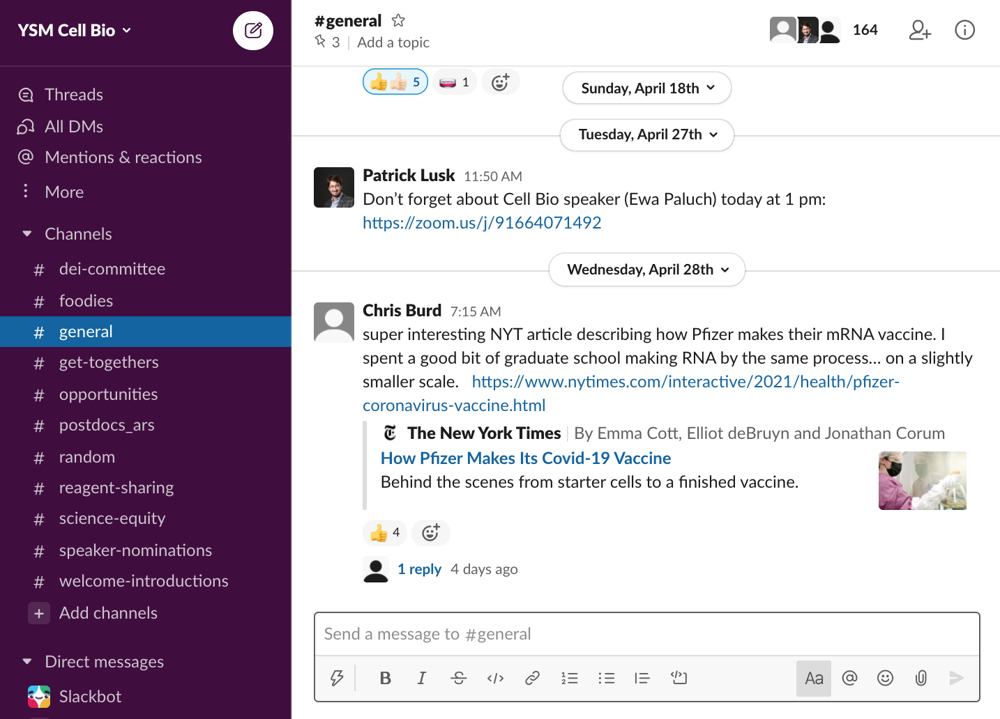 YSM Cell Bio
Threads
All DMs
Mentions & reactions
More
Channels
# dei-committee
# foodies
# general
# get-togethers
# opportunities
# postdocs_ars
# random
# reagent-sharing
# science-equity
# speaker-nominations
# welcome-introductions
+ Add channels
Direct messages
Slackbot
#general
3 | Add a topic
164
5 1
Sunday, April 18th
Tuesday, April 27th
Patrick Lusk 11:50 AM
Don’t forget about Cell Bio speaker (Ewa Paluch) today at 1 pm:
https://zoom.us/j/91664071492
Wednesday, April 28th
Chris Burd 7:15 AM
super interesting NYT article describing how Pfizer makes their mRNA vaccine. I
spent a good bit of graduate school making RNA by the same process... on a slightly
smaller scale. https://www.nytimes.com/interactive/2021/health/pfizer-
coronavirus-vaccine.html
The New York Times | By Emma Cott, Elliot deBruyn and Jonathan Corum
How Pfizer Makes Its Covid-19 Vaccine
Behind the scenes from starter cells to a finished vaccine.
4
1 reply 4 days ago
Send a message to #general
B I S </> Aa @